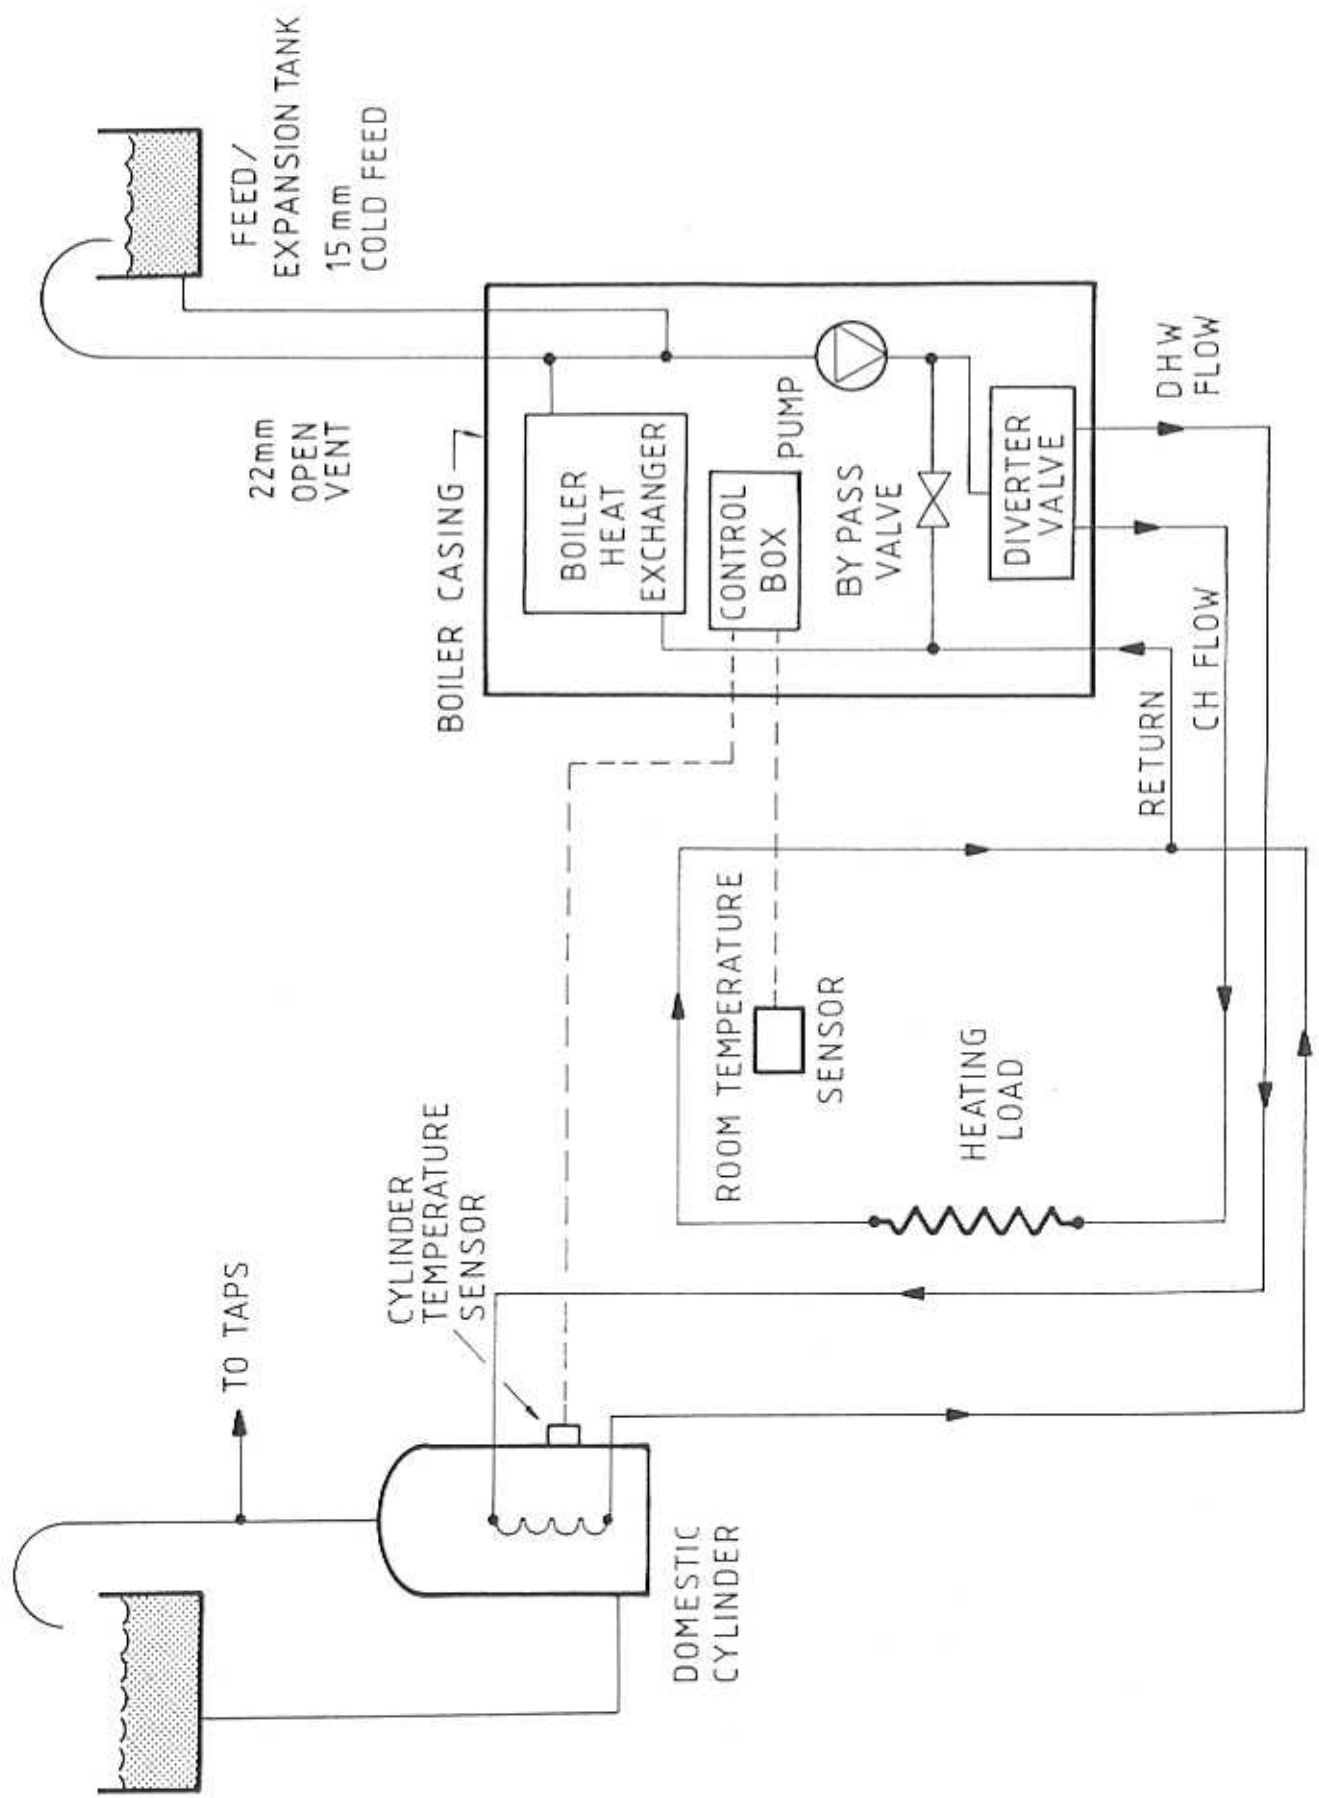 FEED/
EXPANSION TANK
15mm
COLD FEED
22mm
OPEN
VENT
BOILER CASING
BOILER
HEAT
EXCHANGER
CONTROL
BOX
PUMP
BY PASS
VALVE
DIVERTER
VALVE
DHW
FLOW
CH FLOW
RETURN
ROOM TEMPERATURE
SENSOR
HEATING
LOAD
CYLINDER
TEMPERATURE
SENSOR
TO TAPS
DOMESTIC
CYLINDER